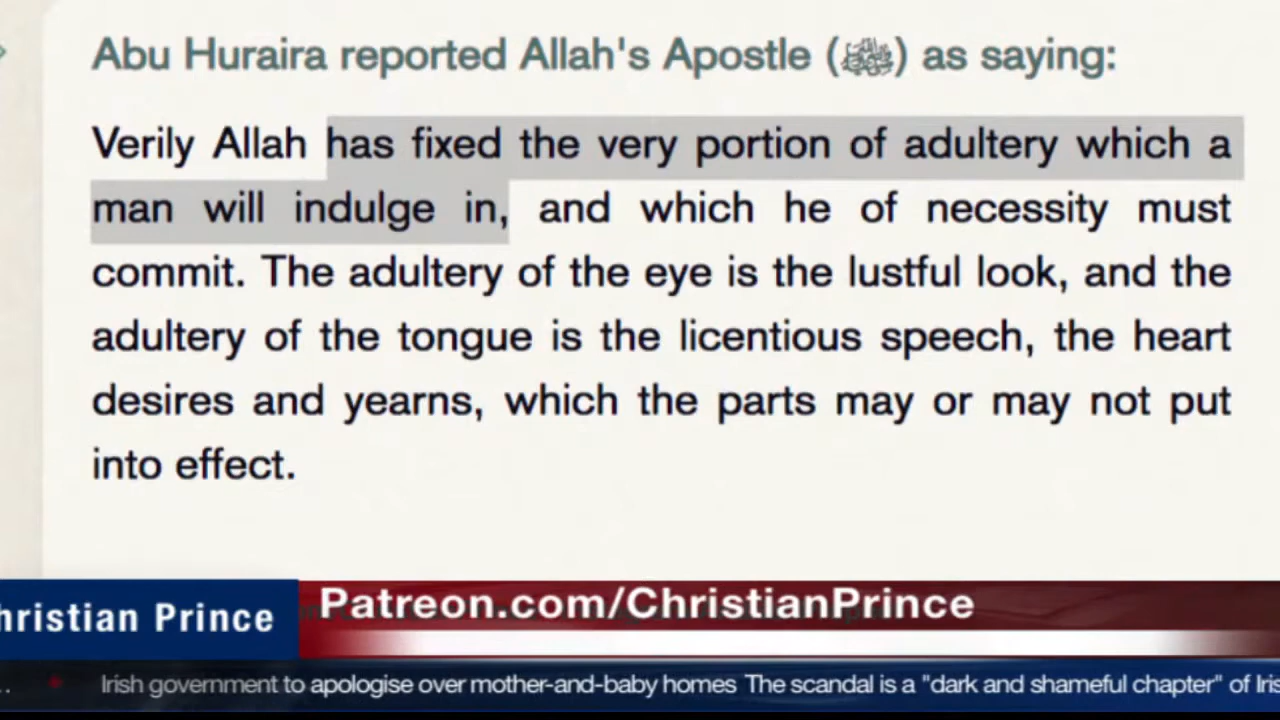 Abu Huraira reported Allah's Apostle (ﷺ) as saying:
Verily Allah has fixed the very portion of adultery which a
man will indulge in, and which he of necessity must
commit. The adultery of the eye is the lustful look, and the
adultery of the tongue is the licentious speech, the heart
desires and yearns, which the parts may or may not put
into effect.
hristian Prince
Patreon.com/ChristianPrince
.. Irish government to apologise over mother-and-baby homes The scandal is a "dark and shameful chapter" of Iris